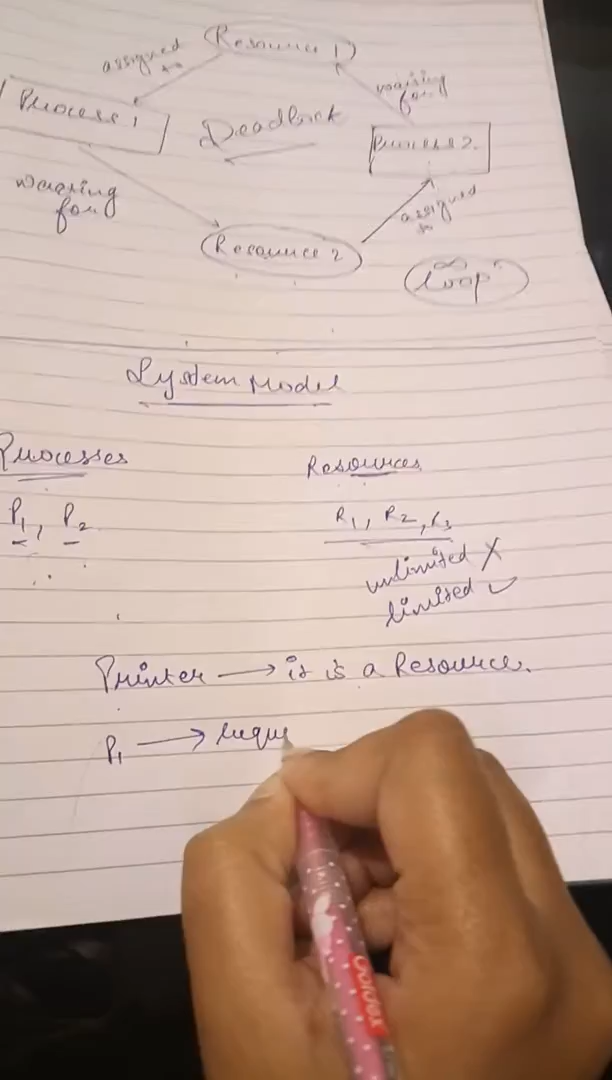 Resource 1
assigned to
waiting for
Process 1
Deadlock
Process 2
waiting for
assigned to
Resource 2
∞ Loop
System Model
Processes
Resources
P1, P2
R1, R2, R3
unlimited X
limited ✓
Printer → it is a Resource.
P1 → requ